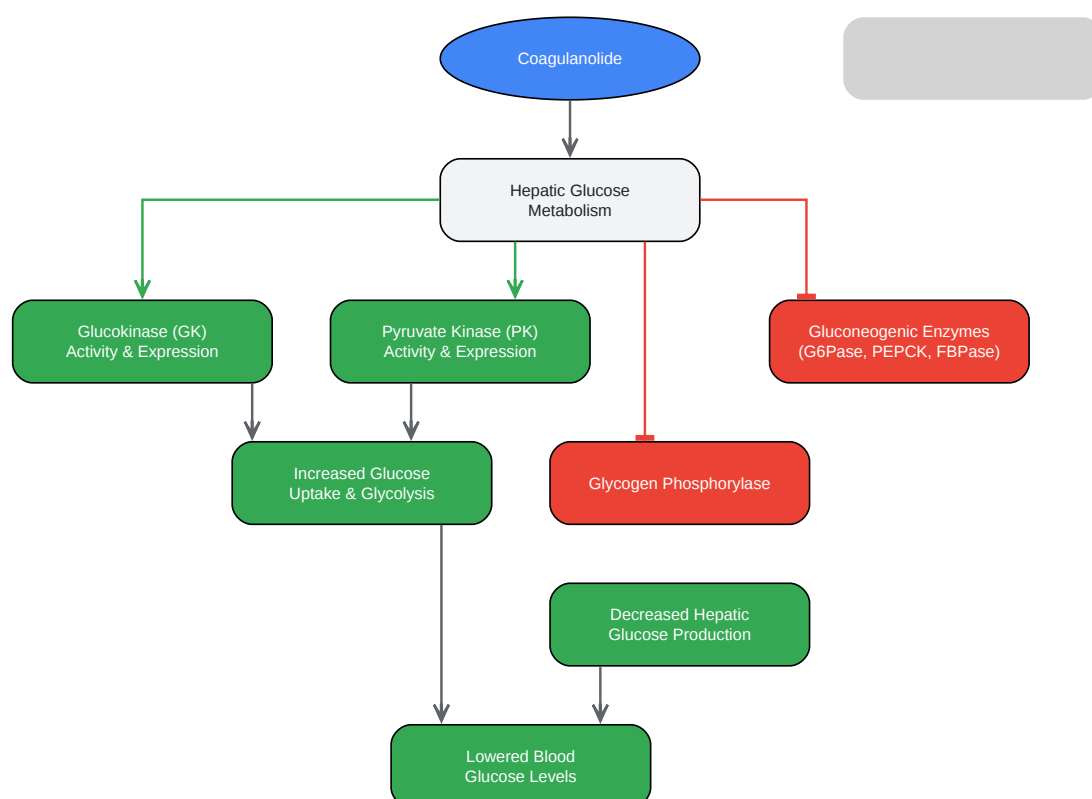 Coagulanolide
Hepatic Glucose
Metabolism
Glucokinase (GK)
Activity & Expression
Pyruvate Kinase (PK)
Activity & Expression
Gluconeogenic Enzymes
(G6Pase, PEPCK, FBPase)
Increased Glucose
Uptake & Glycolysis
Glycogen Phosphorylase
Decreased Hepatic
Glucose Production
Lowered Blood
Glucose Levels